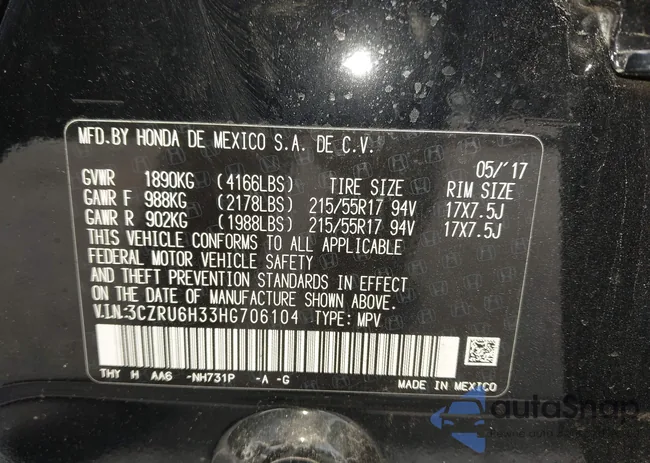 MFD.BY HONDA DE MEXICO S.A. DE C.V.
05/'17
GVWR 1890KG (4166LBS) TIRE SIZE RIM SIZE
GAWR F 988KG (2178LBS) 215/55R17 94V 17X7.5J
GAWR R 902KG (1988LBS) 215/55R17 94V 17X7.5J
THIS VEHICLE CONFORMS TO ALL APPLICABLE
FEDERAL MOTOR VEHICLE SAFETY
AND THEFT PREVENTION STANDARDS IN EFFECT
ON THE DATE OF MANUFACTURE SHOWN ABOVE.
V.I.N.:3CZRU6H33HG706104 TYPE: MPV
THY H AA6 -NH731P -A -G
MADE IN MEXICO
autaShop